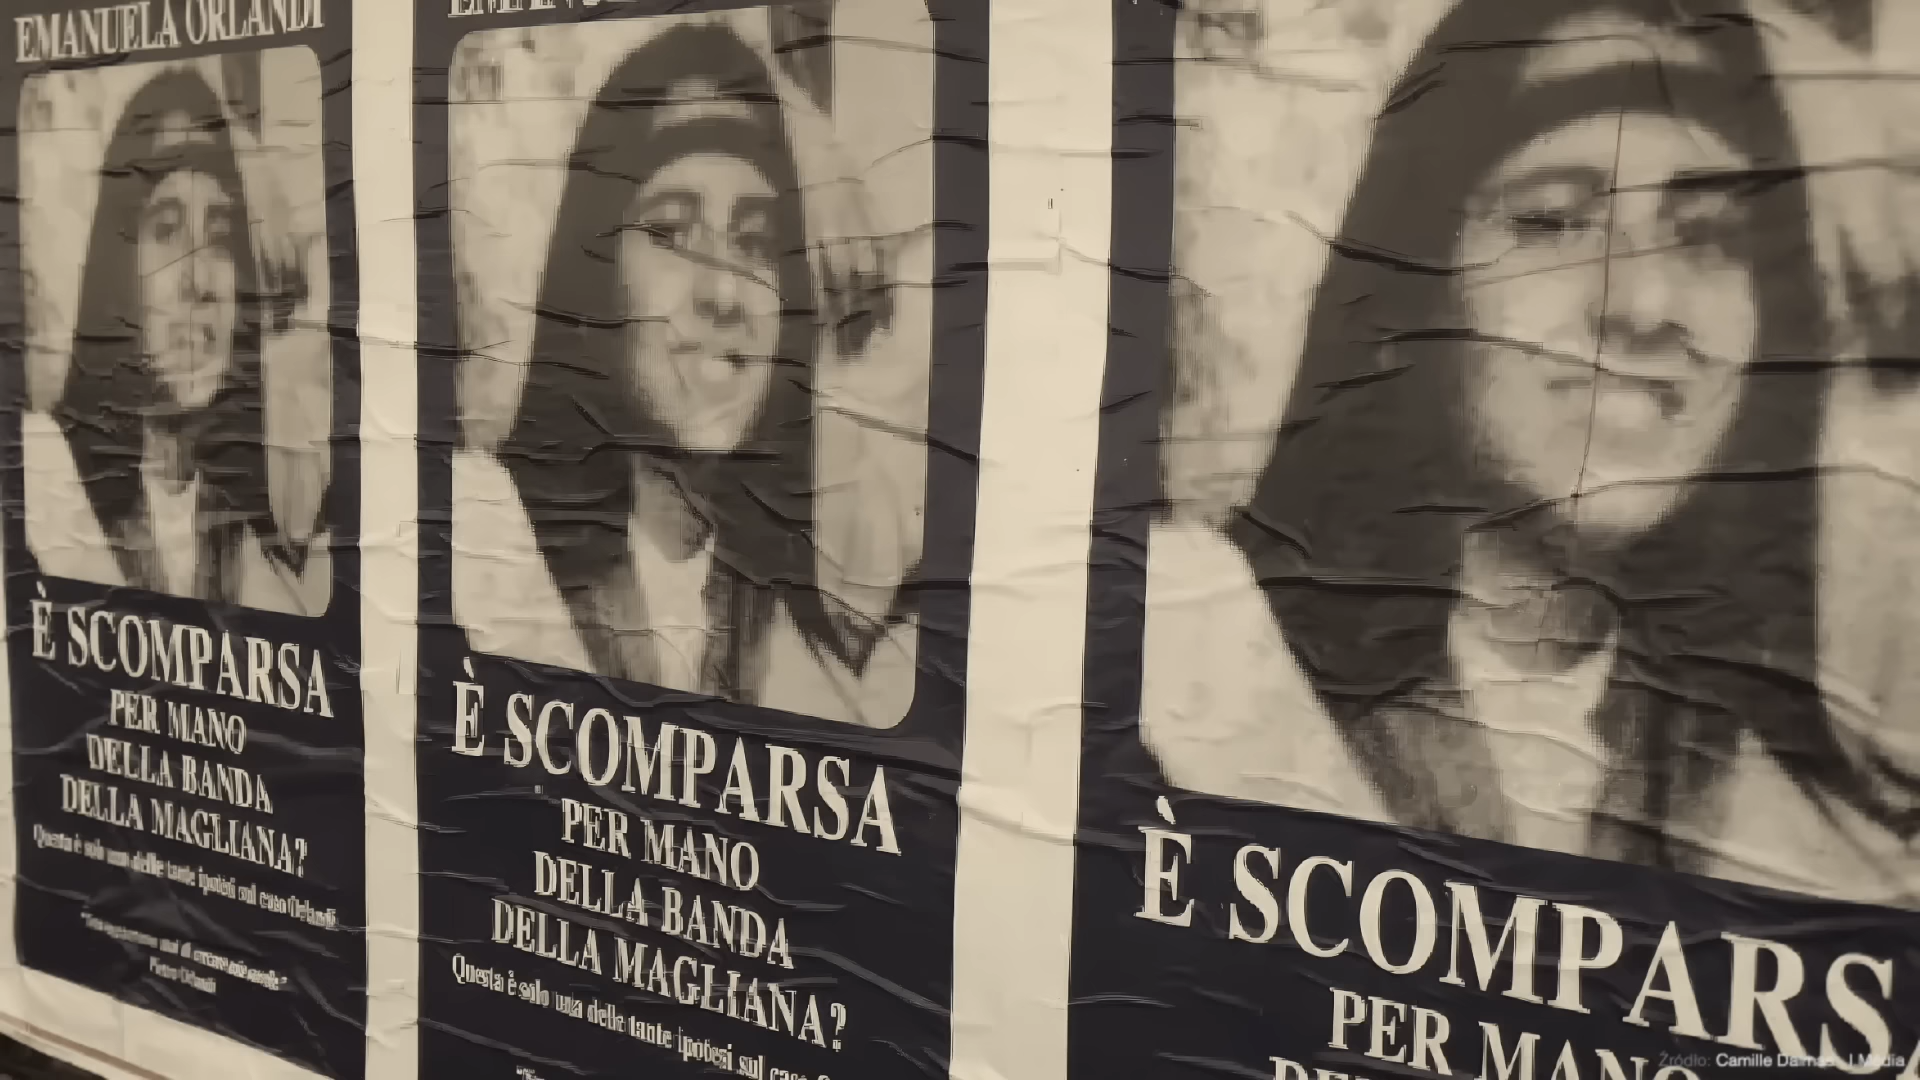 EMANUELA ORLANDI
È SCOMPARSA
PER MANO
DELLA BANDA
DELLA MAGLIANA?
Questa è solo una delle tante ipotesi sul caso Orlandi.
Pietro Orlandi
È SCOMPARSA
PER MANO
DELLA BANDA
DELLA MAGLIANA?
Questa è solo una delle tante ipotesi sul caso
È SCOMPARSA
PER MANO
Źródło: Camille Dalmas